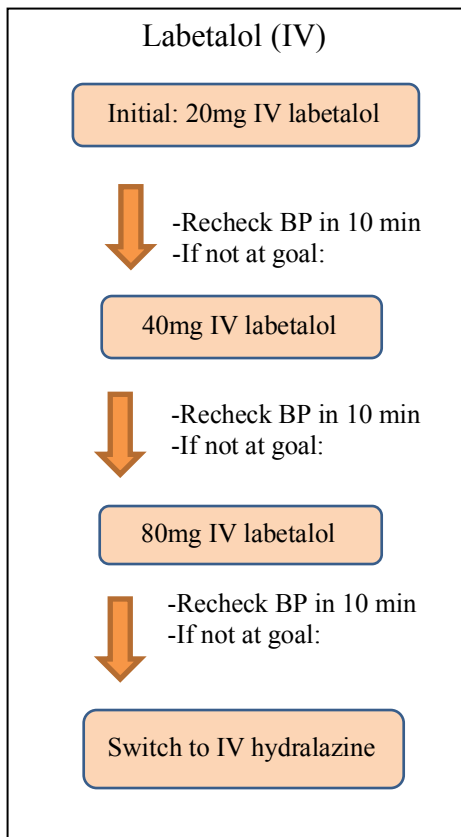 Labetalol (IV)
Initial: 20mg IV labetalol
-Recheck BP in 10 min
-If not at goal:
40mg IV labetalol
-Recheck BP in 10 min
-If not at goal:
80mg IV labetalol
-Recheck BP in 10 min
-If not at goal:
Switch to IV hydralazine